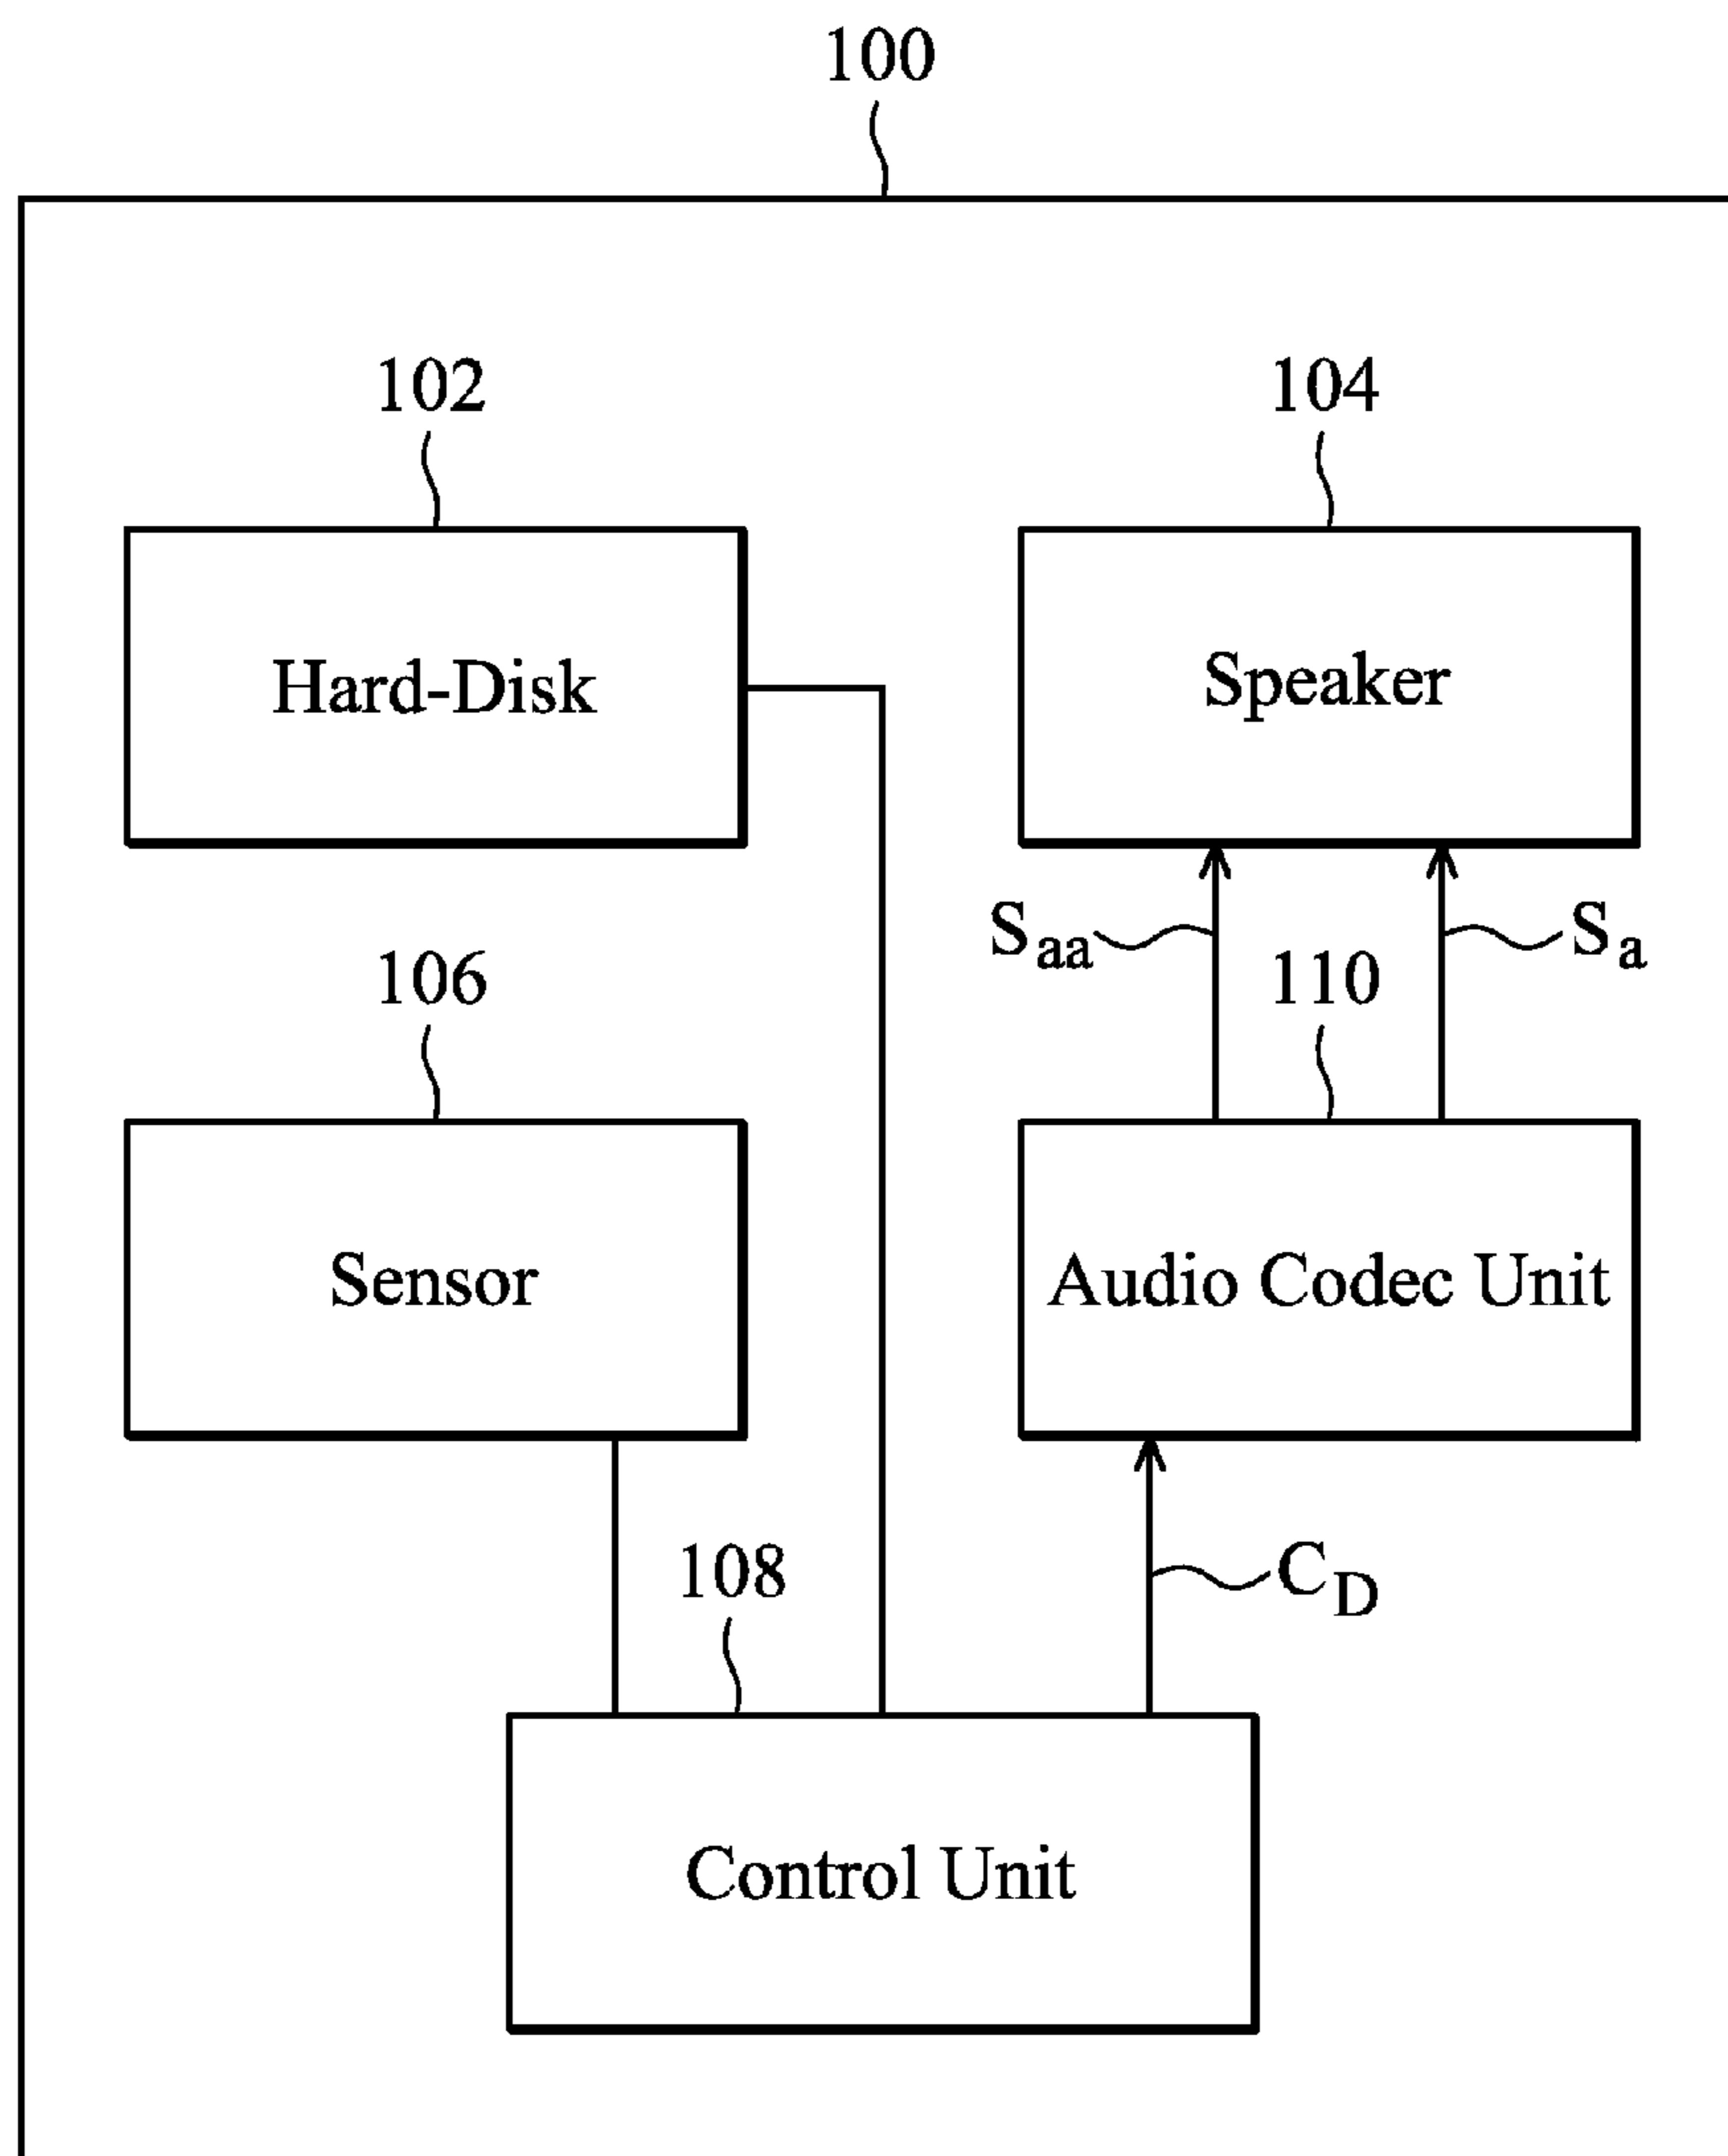 100
102
104
Hard-Disk
Speaker
Saa
Sa
106
110
Sensor
Audio Codec Unit
108
CD
Control Unit